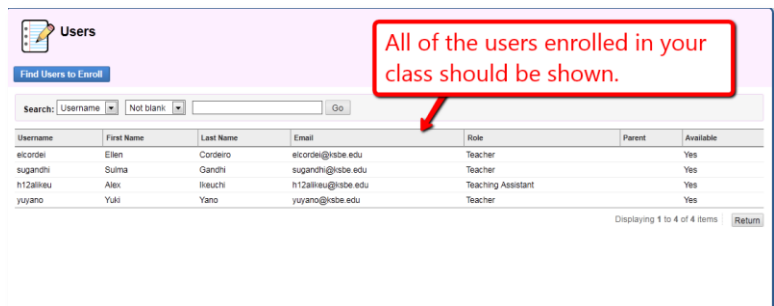 Users
All of the users enrolled in your
class should be shown.
Find Users to Enroll
Search: Username Not blank Go
Username First Name Last Name Email Role Parent Available
elcordei Ellen Cordeiro elcordei@ksbe.edu Teacher Yes
sugandhi Sulma Gandhi sugandhi@ksbe.edu Teacher Yes
h12alikeu Alex Ikeuchi h12alikeu@ksbe.edu Teaching Assistant Yes
yuyano Yuki Yano yuyano@ksbe.edu Teacher Yes
Displaying 1 to 4 of 4 items Return